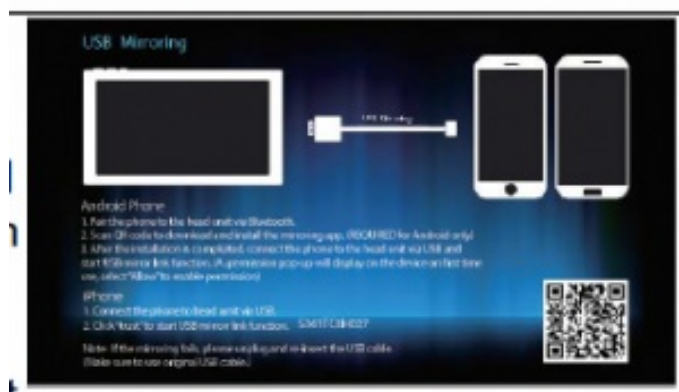 USB Mirroring
USB Mirroring
Android Phone
1. Pair the phone to the head unit via Bluetooth.
2. Scan QR code to download and install the mirroring app. (REQUIRED for Android only)
3. After the installation is completed, connect the phone to the head unit via USB and
start USB mirror link function. (A permission pop-up will display on the device on first time
use, select "Allow" to enable permission)
iPhone
1. Connect the phone to head unit via USB.
2. Click "trust" to start USB mirror link function.
Note: If the mirroring fails, please unplug and re-insert the USB cable.
(Make sure to use original USB cable.)